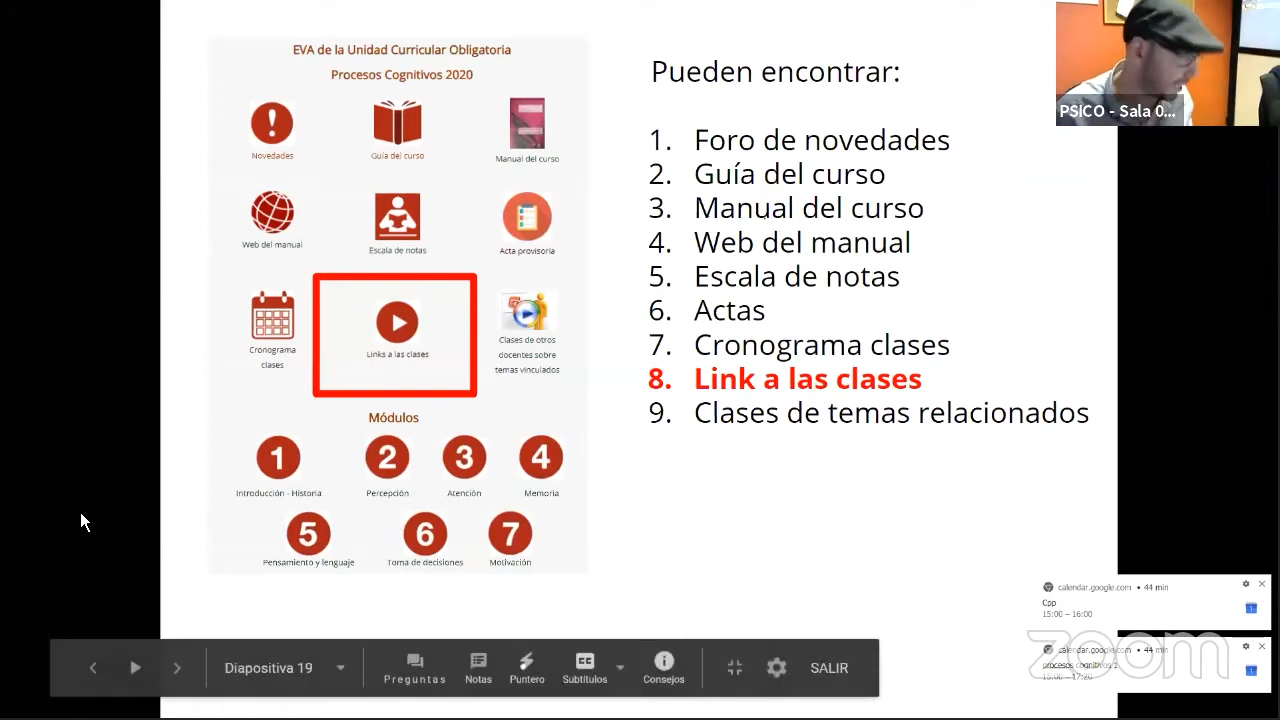 EVA de la Unidad Curricular Obligatoria
Procesos Cognitivos 2020
Novedades
Guía del curso
Manual del curso
Web del manual
Escala de notas
Acta provisoria
Cronograma
clases
Links a las clases
Clases de otros
docentes sobre
temas vinculados
Módulos
1
2
3
4
Introducción - Historia
Percepción
Atención
Memoria
5
6
7
Pensamiento y lenguaje
Toma de decisiones
Motivación
Pueden encontrar:
1. Foro de novedades
2. Guía del curso
3. Manual del curso
4. Web del manual
5. Escala de notas
6. Actas
7. Cronograma clases
8. Link a las clases
9. Clases de temas relacionados
PSICO - Sala 0...
calendar.google.com • 44 min
Cpp
15:00 – 16:00
calendar.google.com • 44 min
procesos cognitivos 1
15:00 – 17:20
zoom
Diapositiva 19
Preguntas
Notas
Puntero
CC
Subtítulos
Consejos
SALIR